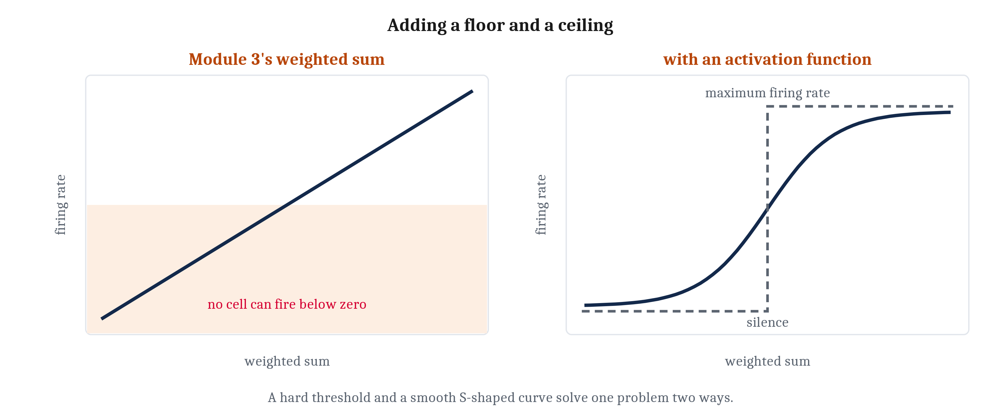 Adding a floor and a ceiling
Module 3's weighted sum
firing rate
no cell can fire below zero
weighted sum
with an activation function
firing rate
maximum firing rate
silence
weighted sum
A hard threshold and a smooth S-shaped curve solve one problem two ways.